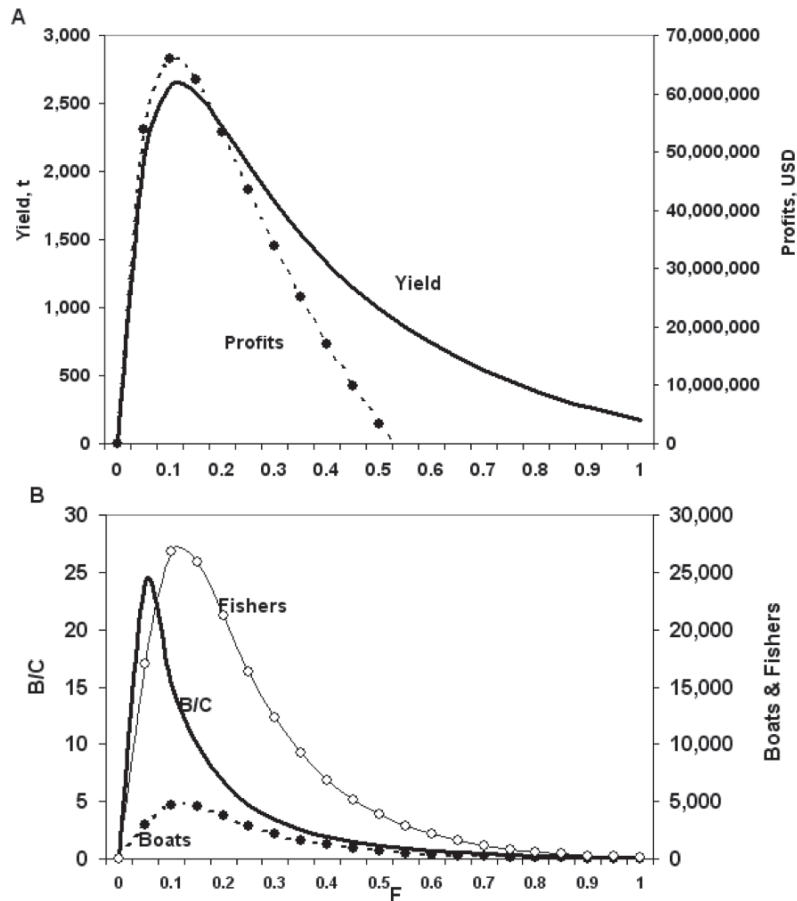 A
3,000
2,500
2,000
1,500
1,000
500
0
Yield, t
70,000,000
60,000,000
50,000,000
40,000,000
30,000,000
20,000,000
10,000,000
0
Profits, USD
Yield
Profits
0 0.1 0.2 0.3 0.4 0.5 0.6 0.7 0.8 0.9 1
B
30
25
20
15
10
5
0
B/C
30,000
25,000
20,000
15,000
10,000
5,000
0
Boats & Fishers
Fishers
B/C
Boats
0 0.1 0.2 0.3 0.4 0.5 0.6 0.7 0.8 0.9 1
F